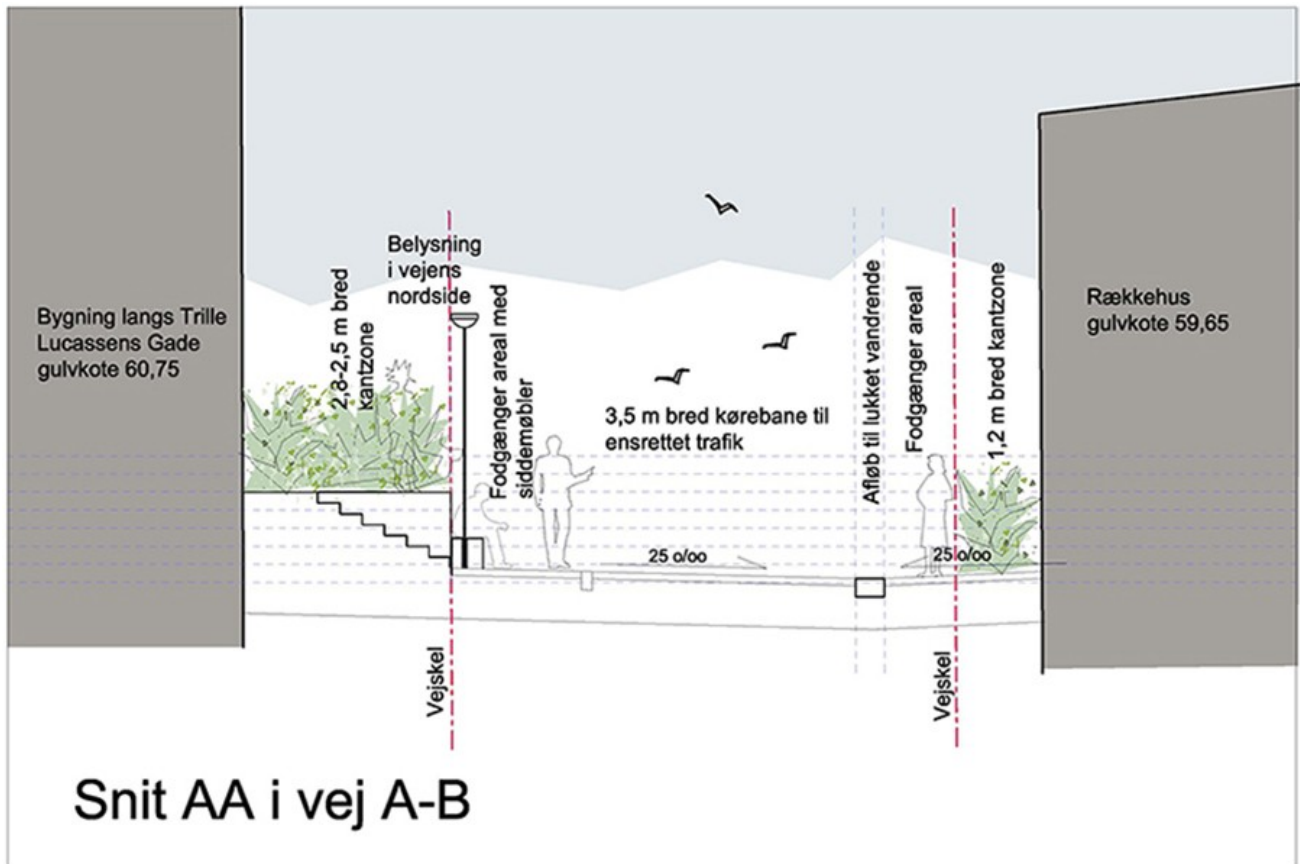 Bygning langs Trille
Lucassens Gade
gulvkote 60,75
2,8-2,5 m bred
kantzone
Belysning
i vejens
nordside
Fodgænger areal med
siddemøbler
3,5 m bred kørebane til
ensrettet trafik
Afløb til lukket vandrende
Fodgænger areal
1,2 m bred kantzone
Rækkehus
gulvkote 59,65
25 o/oo
25 o/oo
Vejskel
Vejskel
Snit AA i vej A-B